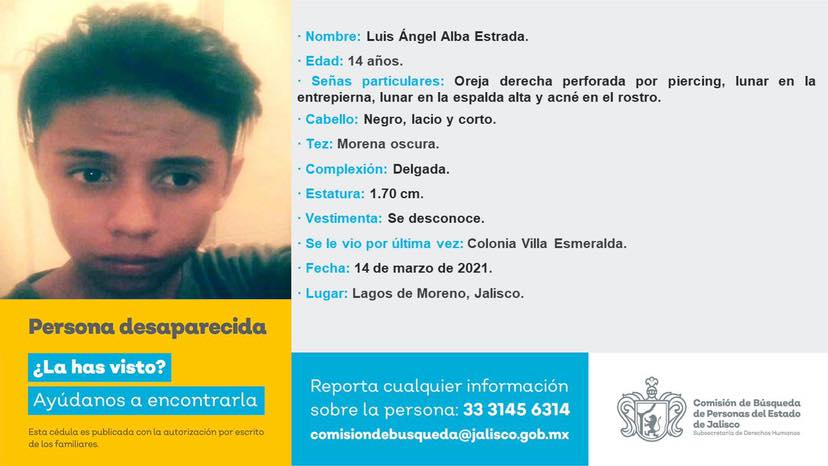 · Nombre: Luis Ángel Alba Estrada.
· Edad: 14 años.
· Señas particulares: Oreja derecha perforada por piercing, lunar en la
entrepierna, lunar en la espalda alta y acné en el rostro.
· Cabello: Negro, lacio y corto.
· Tez: Morena oscura.
· Complexión: Delgada.
· Estatura: 1.70 cm.
· Vestimenta: Se desconoce.
· Se le vio por última vez: Colonia Villa Esmeralda.
· Fecha: 14 de marzo de 2021.
· Lugar: Lagos de Moreno, Jalisco.
Persona desaparecida
¿La has visto?
Ayúdanos a encontrarla
Esta cédula es publicada con la autorización por escrito
de los familiares.
Reporta cualquier información
sobre la persona: 33 3145 6314
comisiondebusqueda@jalisco.gob.mx
Comisión de Búsqueda
de Personas del Estado
de Jalisco
Subsecretaría de Derechos Humanos